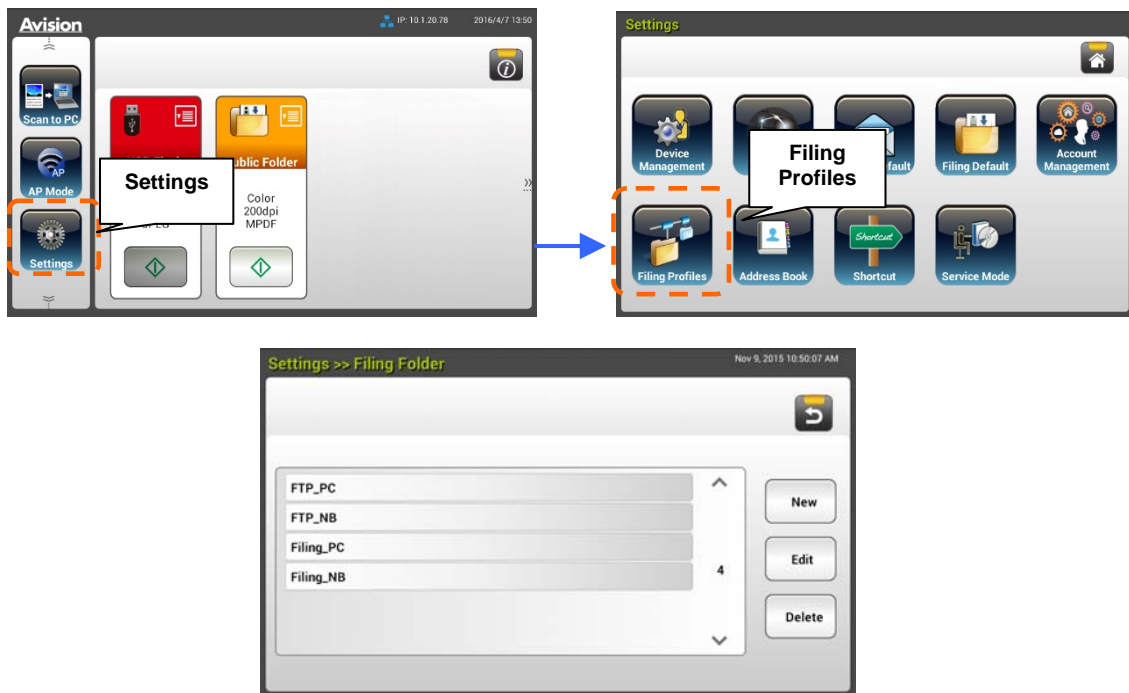 Avision
IP: 10.1.20.78 2016/4/7 13:50
Scan to PC
AP
AP Mode
Settings
Public Folder
Settings
Color
200dpi
MPDF
Settings
Device
Management
Filing
Profiles
Filing Default
Account
Management
Filing Profiles
Address Book
Shortcut
Shortcut
Service Mode
Settings >> Filing Folder
Nov 9, 2015 10:50:07 AM
FTP_PC
FTP_NB
Filing_PC
Filing_NB
4
New
Edit
Delete